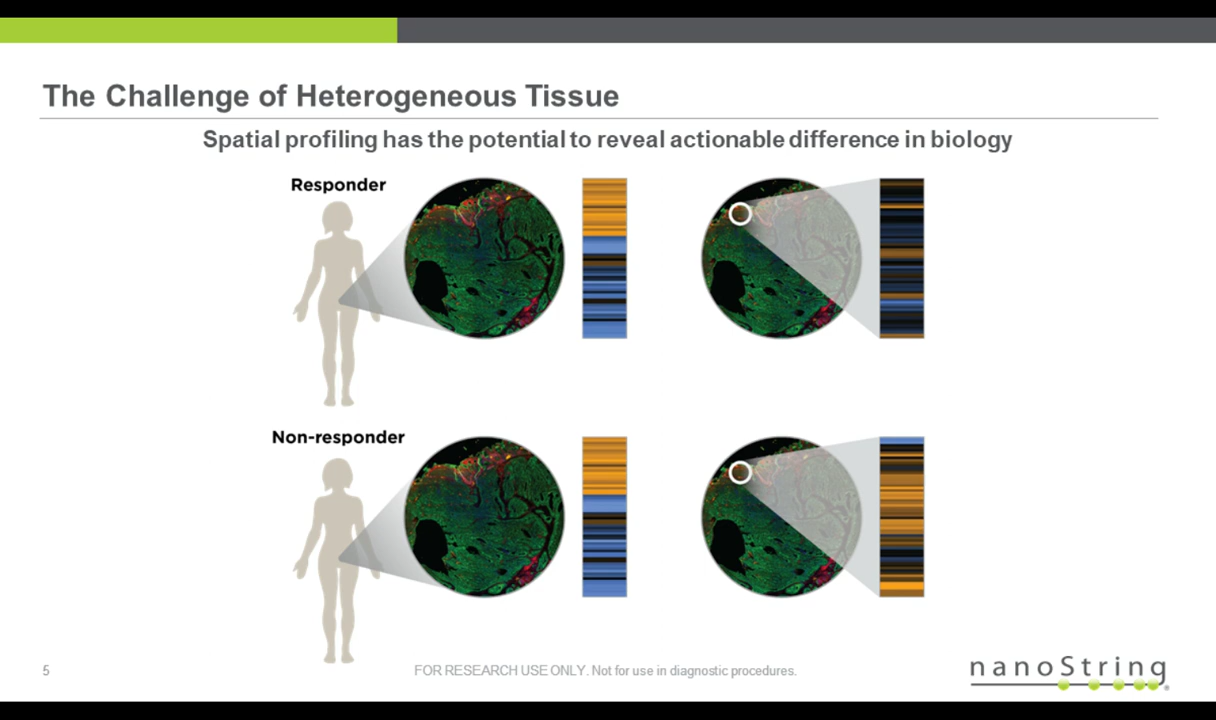 The Challenge of Heterogeneous Tissue
Spatial profiling has the potential to reveal actionable difference in biology
Responder
Non-responder
5
FOR RESEARCH USE ONLY. Not for use in diagnostic procedures.
nanoString®